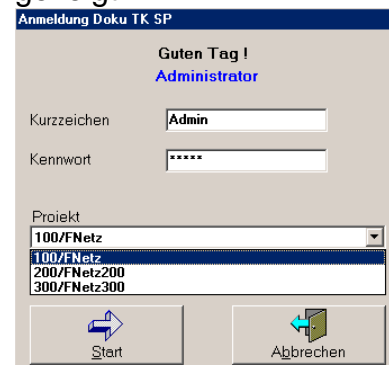 Anmeldung Doku TK SP
Guten Tag !
Administrator
Kurzzeichen Admin
Kennwort *****
Projekt
100/FNetz
100/FNetz
200/FNetz200
300/FNetz300
Start Abbrechen